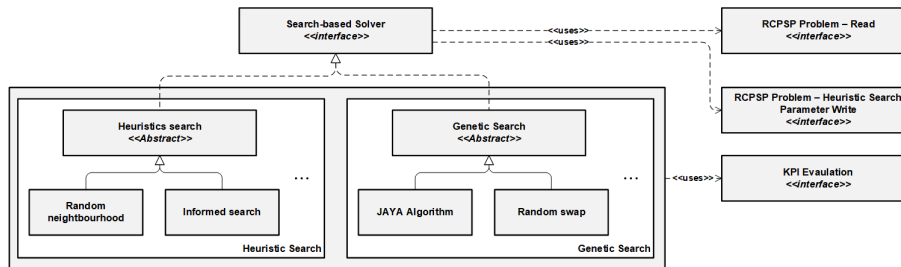 Search-based Solver
<<interface>>
<<uses>>
<<uses>>
RCPSP Problem – Read
<<interface>>
RCPSP Problem – Heuristic Search
Parameter Write
<<interface>>
Heuristics search
<<Abstract>>
Genetic Search
<<Abstract>>
...
...
<<uses>>
KPI Evaulation
<<interface>>
Random
neighbourhood
Informed search
JAYA Algorithm
Random swap
Heuristic Search
Genetic Search